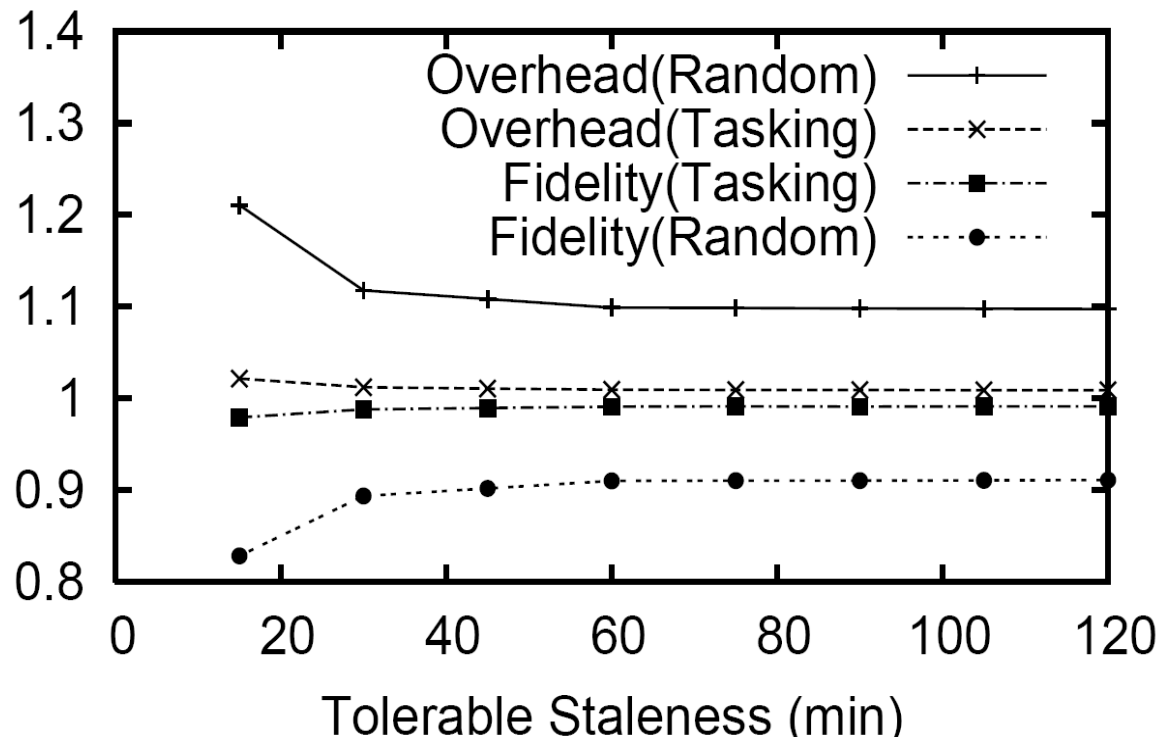 1.4
1.3
1.2
1.1
1
0.9
0.8
Overhead(Random)
Overhead(Tasking)
Fidelity(Tasking)
Fidelity(Random)
0 20 40 60 80 100 120
Tolerable Staleness (min)